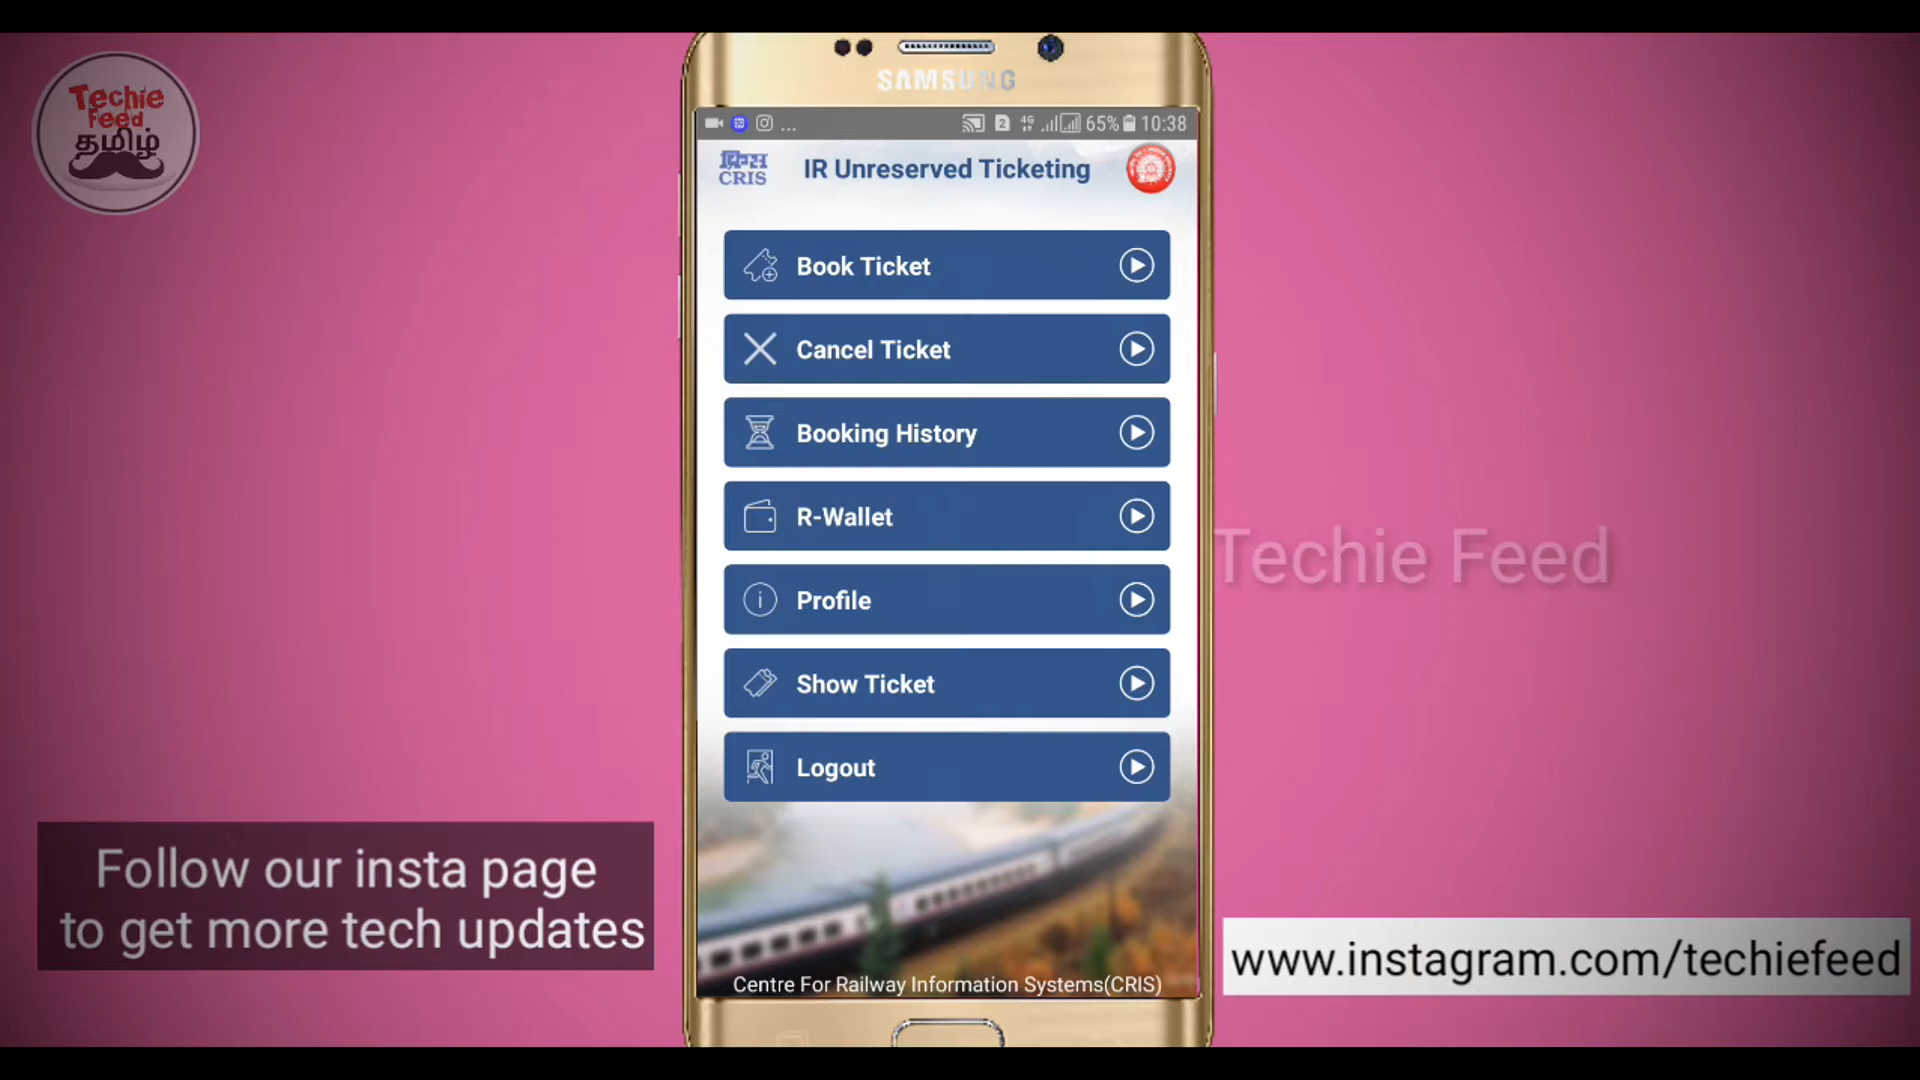 Techie
Feed
தமிழ்
SAMSUNG
... 2 4G 65% 10:38
क्रिस
CRIS
IR Unreserved Ticketing
Book Ticket
Cancel Ticket
Booking History
R-Wallet
Profile
Show Ticket
Logout
Techie Feed
Follow our insta page
to get more tech updates
www.instagram.com/techiefeed
Centre For Railway Information Systems(CRIS)